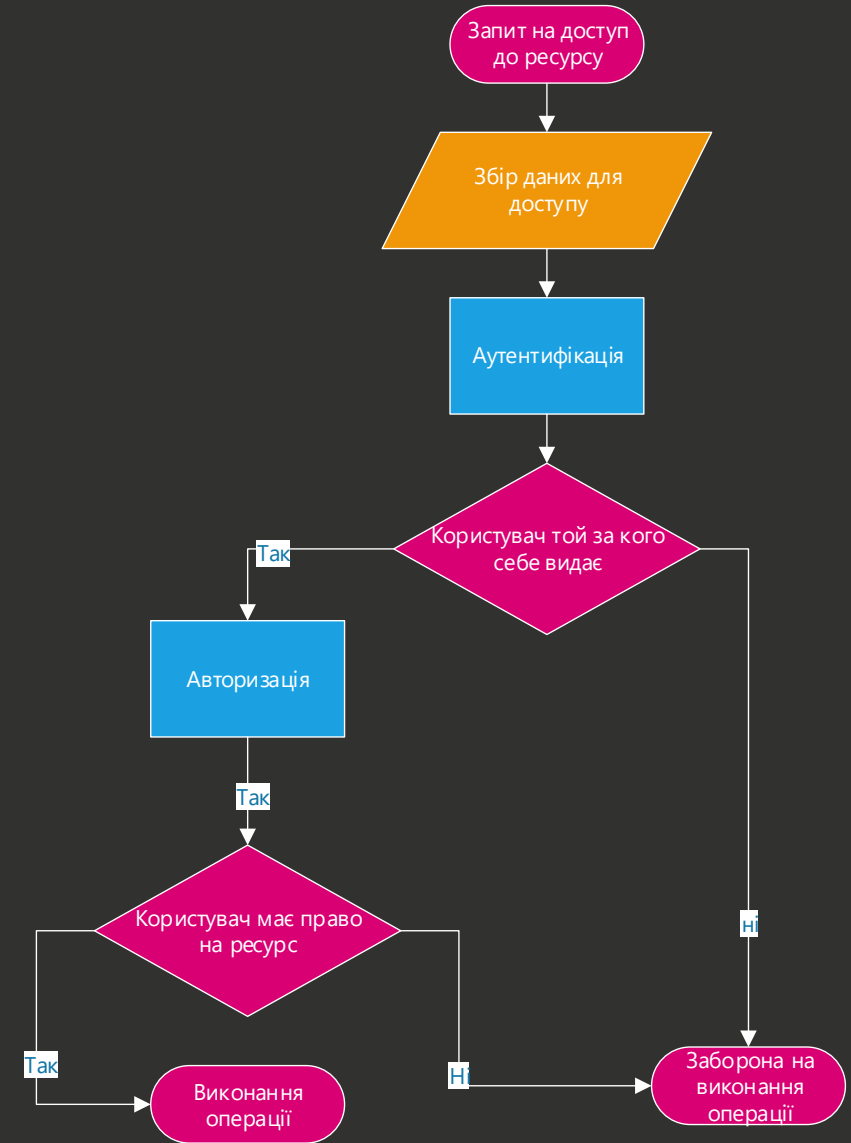 Запит на доступ
до ресурсу
Збір даних для
доступу
Аутентифікація
Користувач той за кого
себе видає
Так
Авторизація
Так
Користувач має право
на ресурс
ні
Так
Ні
Виконання
операції
Заборона на
виконання
операції